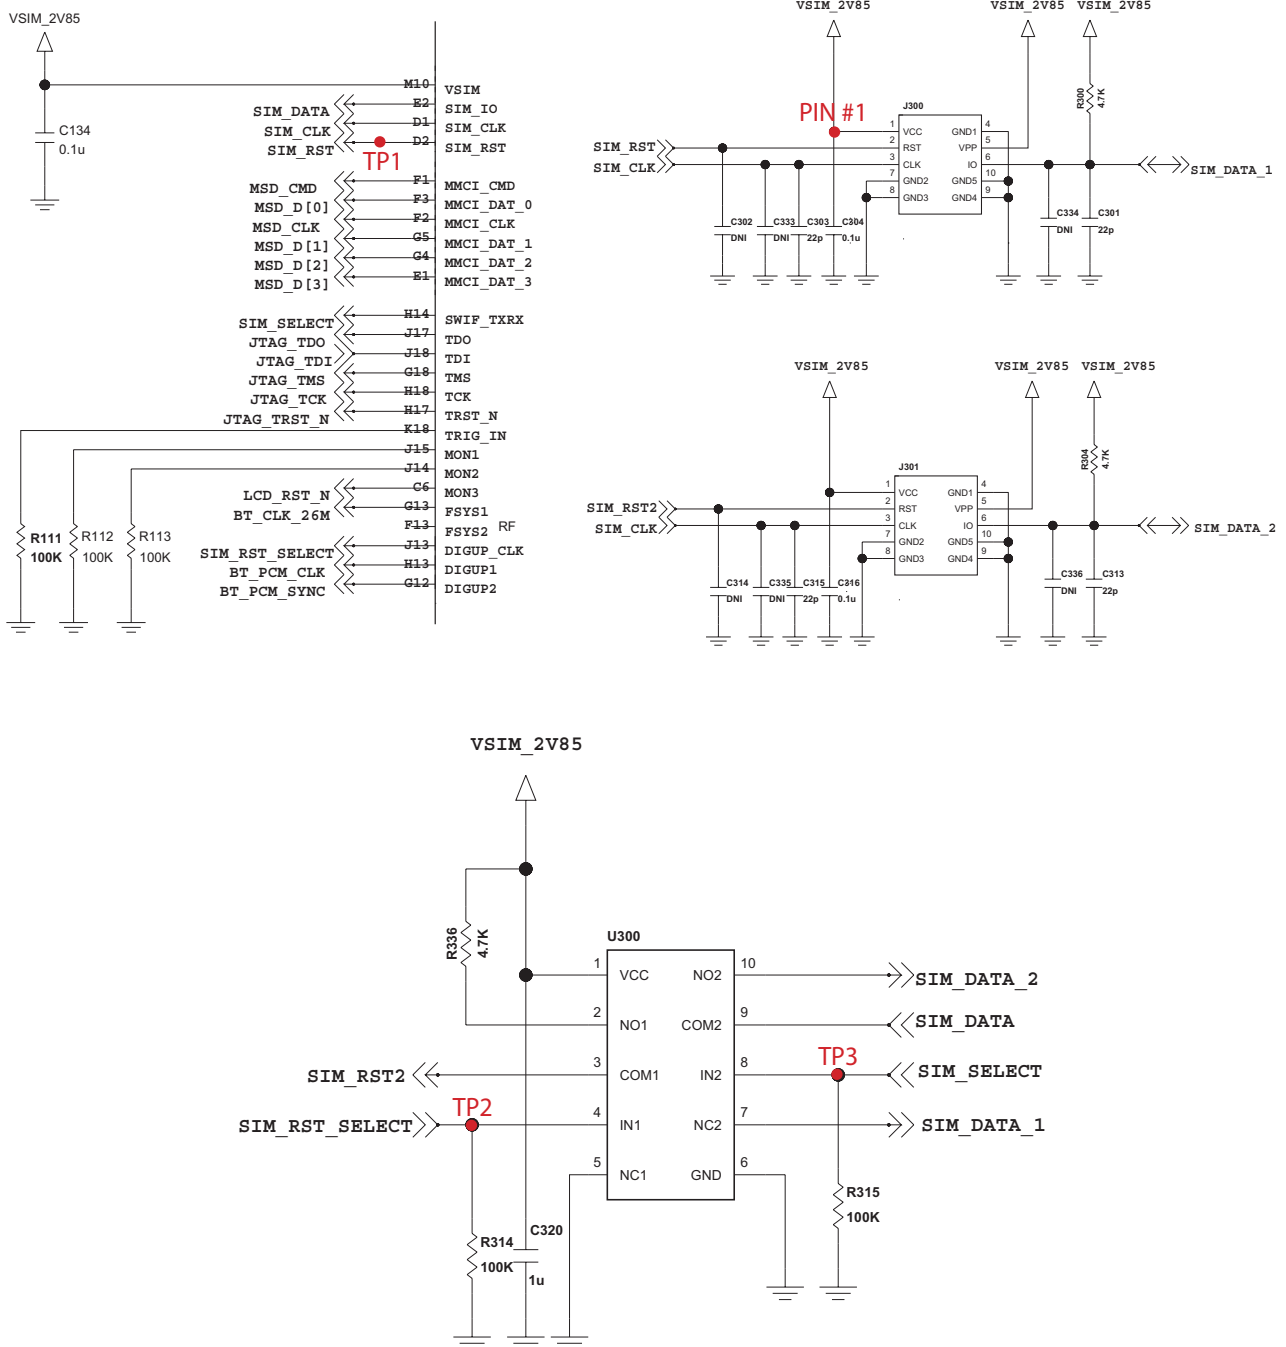 VSIM_2V85
C134
0.1u
M10 VSIM
SIM_DATA E2 SIM_IO
SIM_CLK D1 SIM_CLK
SIM_RST D2 SIM_RST
TP1
MSD_CMD F1 MMCI_CMD
MSD_D[0] F3 MMCI_DAT_0
MSD_CLK F2 MMCI_CLK
MSD_D[1] G5 MMCI_DAT_1
MSD_D[2] G4 MMCI_DAT_2
MSD_D[3] E1 MMCI_DAT_3
SIM_SELECT H14 SWIF_TXRX
JTAG_TDO J17 TDO
JTAG_TDI J18 TDI
JTAG_TMS G18 TMS
JTAG_TCK H18 TCK
JTAG_TRST_N H17 TRST_N
K18 TRIG_IN
J15 MON1
J14 MON2
LCD_RST_N C6 MON3
BT_CLK_26M G13 FSYS1
F13 FSYS2 RF
SIM_RST_SELECT J13 DIGUP_CLK
BT_PCM_CLK H13 DIGUP1
BT_PCM_SYNC G12 DIGUP2
R111 R112 R113
100K 100K 100K
VSIM_2V85 VSIM_2V85 VSIM_2V85
R300 4.7K
PIN #1
J300
1 VCC GND1 4
SIM_RST 2 RST VPP 5
SIM_CLK 3 CLK IO 6 SIM_DATA_1
7 GND2 GND5 10
8 GND3 GND4 9
C302 C333 C303 C304 C334 C301
DNI DNI 22p 0.1u DNI 22p
VSIM_2V85 VSIM_2V85 VSIM_2V85
R304 4.7K
J301
1 VCC GND1 4
SIM_RST2 2 RST VPP 5
SIM_CLK 3 CLK IO 6 SIM_DATA_2
7 GND2 GND5 10
8 GND3 GND4 9
C314 C335 C315 C316 C336 C313
DNI DNI 22p 0.1u DNI 22p
VSIM_2V85
R336 4.7K
U300
1 VCC NO2 10 SIM_DATA_2
2 NO1 COM2 9 SIM_DATA
TP3
SIM_RST2 3 COM1 IN2 8 SIM_SELECT
TP2
SIM_RST_SELECT 4 IN1 NC2 7 SIM_DATA_1
5 NC1 GND 6
R315
100K
C320
1u
R314
100K